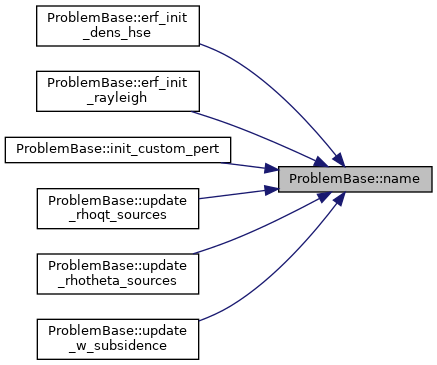 ProblemBase::erf_init
_dens_hse
ProblemBase::erf_init
_rayleigh
ProblemBase::init_custom_pert
ProblemBase::name
ProblemBase::update
_rhoqt_sources
ProblemBase::update
_rhotheta_sources
ProblemBase::update
_w_subsidence